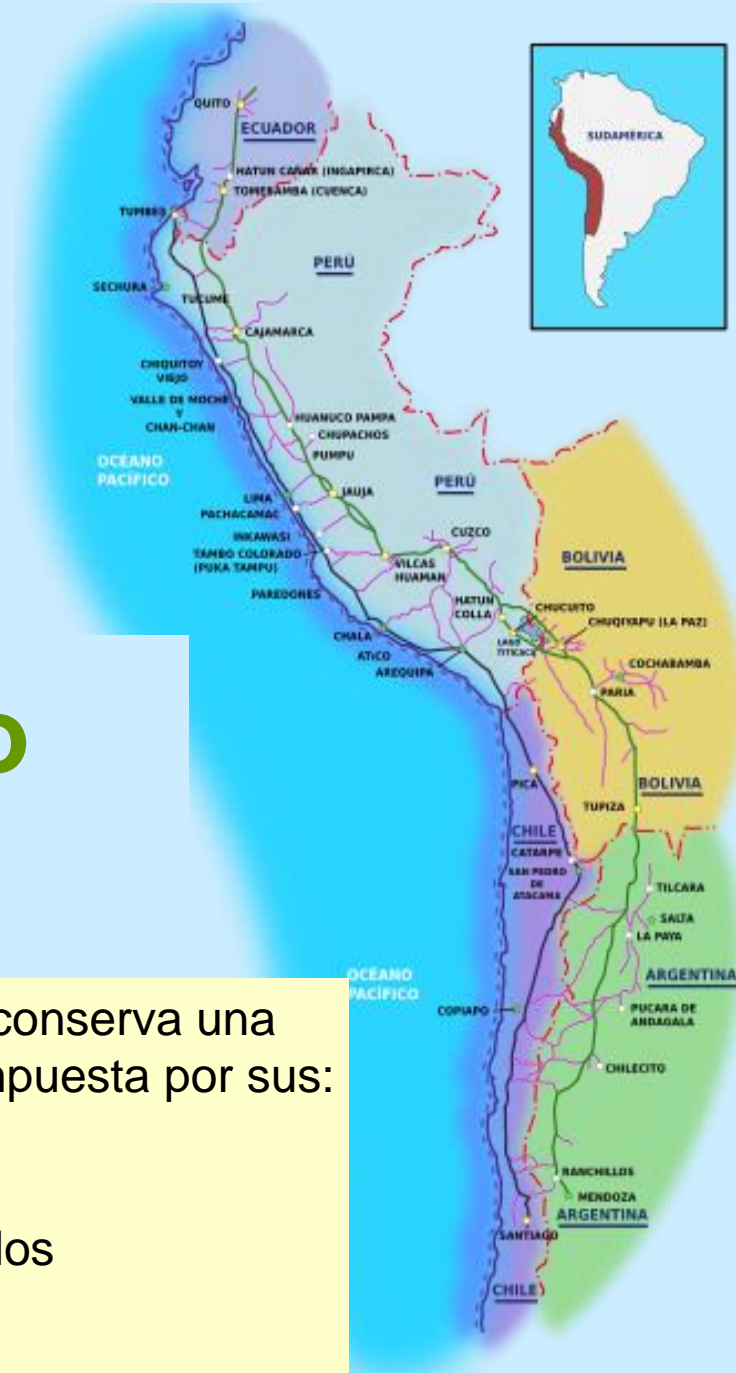 QUITO
ECUADOR
SUDAMÉRICA
HATUN CAÑAR (INGAPIRCA)
TOMEBAMBA (CUENCA)
TUMBES
PERÚ
SECHURA
TUCUME
CAJAMARCA
CHIQUITOY
VIEJO
VALLE DE MOCHE
Y
CHAN-CHAN
HUANUCO PAMPA
CHUPACHOS
PUMPU
OCÉANO
PACÍFICO
PERÚ
JAUJA
LIMA
PACHACAMAC
INKAWASI
TAMBO COLORADO
(PUKA TAMPU)
CUZCO
VILCAS
HUAMAN
BOLIVIA
PAREDONES
HATUN
COLLA
CHUCUITO
CHUQIYAPU (LA PAZ)
LAGO
TITICACA
CHALA
ATICO
AREQUIPA
COCHABAMBA
PARIA
O
PICA
BOLIVIA
TUPIZA
CHILE
CATARPE
SAN PEDRO
DE
ATACAMA
TILCARA
SALTA
LA PAYA
OCÉANO
PACÍFICO
ARGENTINA
COPIAPO
PUCARA DE
ANDAGALA
conserva una
puesta por sus:
CHILECITO
RANCHILLOS
MENDOZA
ARGENTINA
SANTIAGO
los
CHILE